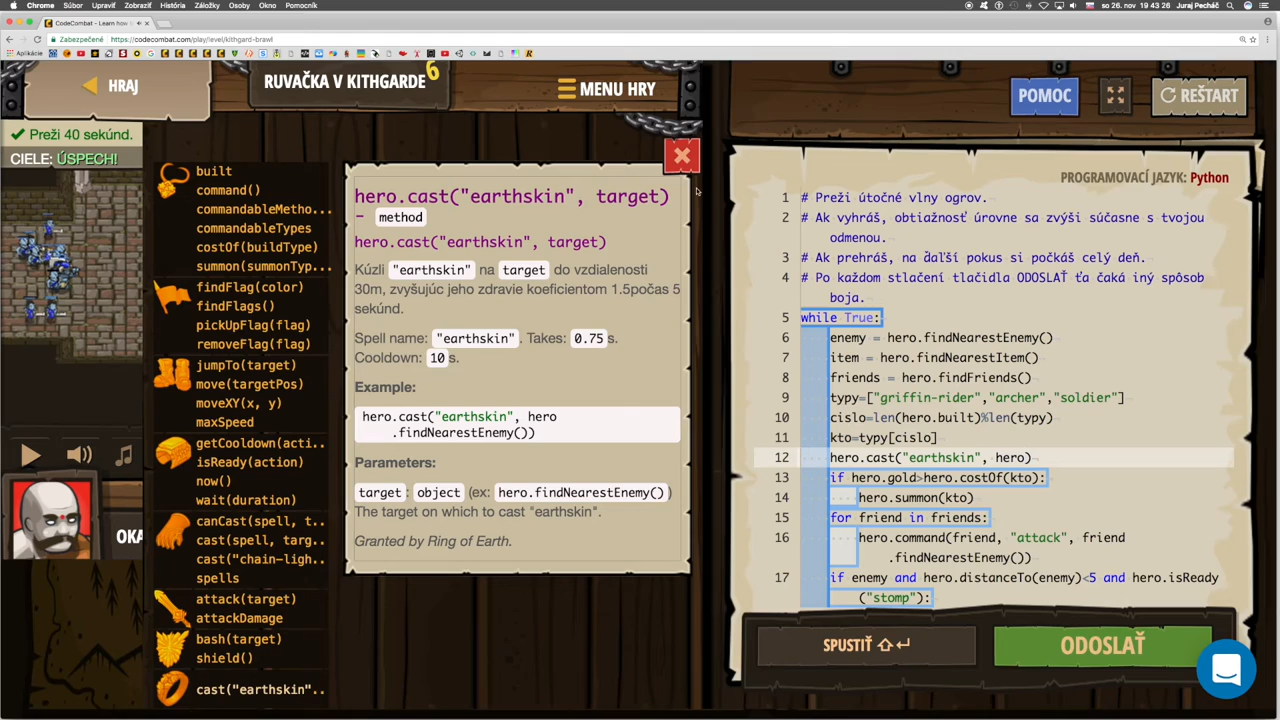 Chrome Súbor Upraviť Zobraziť História Záložky Osoby Okno Pomocník
so 26. nov 19 43 26 Juraj Pecháč
CodeCombat - Learn how
Zabezpečené https://codecombat.com/play/level/kithgard-brawl
Aplikácie
HRAJ
RUVAČKA V KITHGARDE 6
MENU HRY
POMOC
REŠTART
Preži 40 sekúnd.
CIELE: ÚSPECH!
OKA
built
command()
commandableMetho...
commandableTypes
costOf(buildType)
summon(summonTyp...
findFlag(color)
findFlags()
pickUpFlag(flag)
removeFlag(flag)
jumpTo(target)
move(targetPos)
moveXY(x, y)
maxSpeed
getCooldown(acti...
isReady(action)
now()
wait(duration)
canCast(spell, t...
cast(spell, targ...
cast("chain-ligh...
spells
attack(target)
attackDamage
bash(target)
shield()
cast("earthskin"..
hero.cast("earthskin", target)
- method
hero.cast("earthskin", target)
Kúzli "earthskin" na target do vzdialenosti
30m, zvyšujúc jeho zdravie koeficientom 1.5počas 5
sekúnd.
Spell name: "earthskin". Takes: 0.75 s.
Cooldown: 10 s.
Example:
hero.cast("earthskin", hero
.findNearestEnemy())
Parameters:
target: object (ex: hero.findNearestEnemy() )
The target on which to cast "earthskin".
Granted by Ring of Earth.
PROGRAMOVACÍ JAZYK: Python
1 # Preži útočné vlny ogrov.
2 # Ak vyhráš, obtiažnosť úrovne sa zvýši súčasne s tvojou
odmenou.
3 # Ak prehráš, na ďaľší pokus si počkáš celý deň.
4 # Po každom stlačení tlačidla ODOSLAŤ ťa čaká iný spôsob
boja.
5 while True:
6 enemy = hero.findNearestEnemy()
7 item = hero.findNearestItem()
8 friends = hero.findFriends()
9 typy=["griffin-rider","archer","soldier"]
10 cislo=len(hero.built)%len(typy)
11 kto=typy[cislo]
12 hero.cast("earthskin", hero)
13 if hero.gold>hero.costOf(kto):
14 hero.summon(kto)
15 for friend in friends:
16 hero.command(friend, "attack", friend
.findNearestEnemy())
17 if enemy and hero.distanceTo(enemy)<5 and hero.isReady
("stomp"):
SPUSTIŤ
ODOSLAŤ